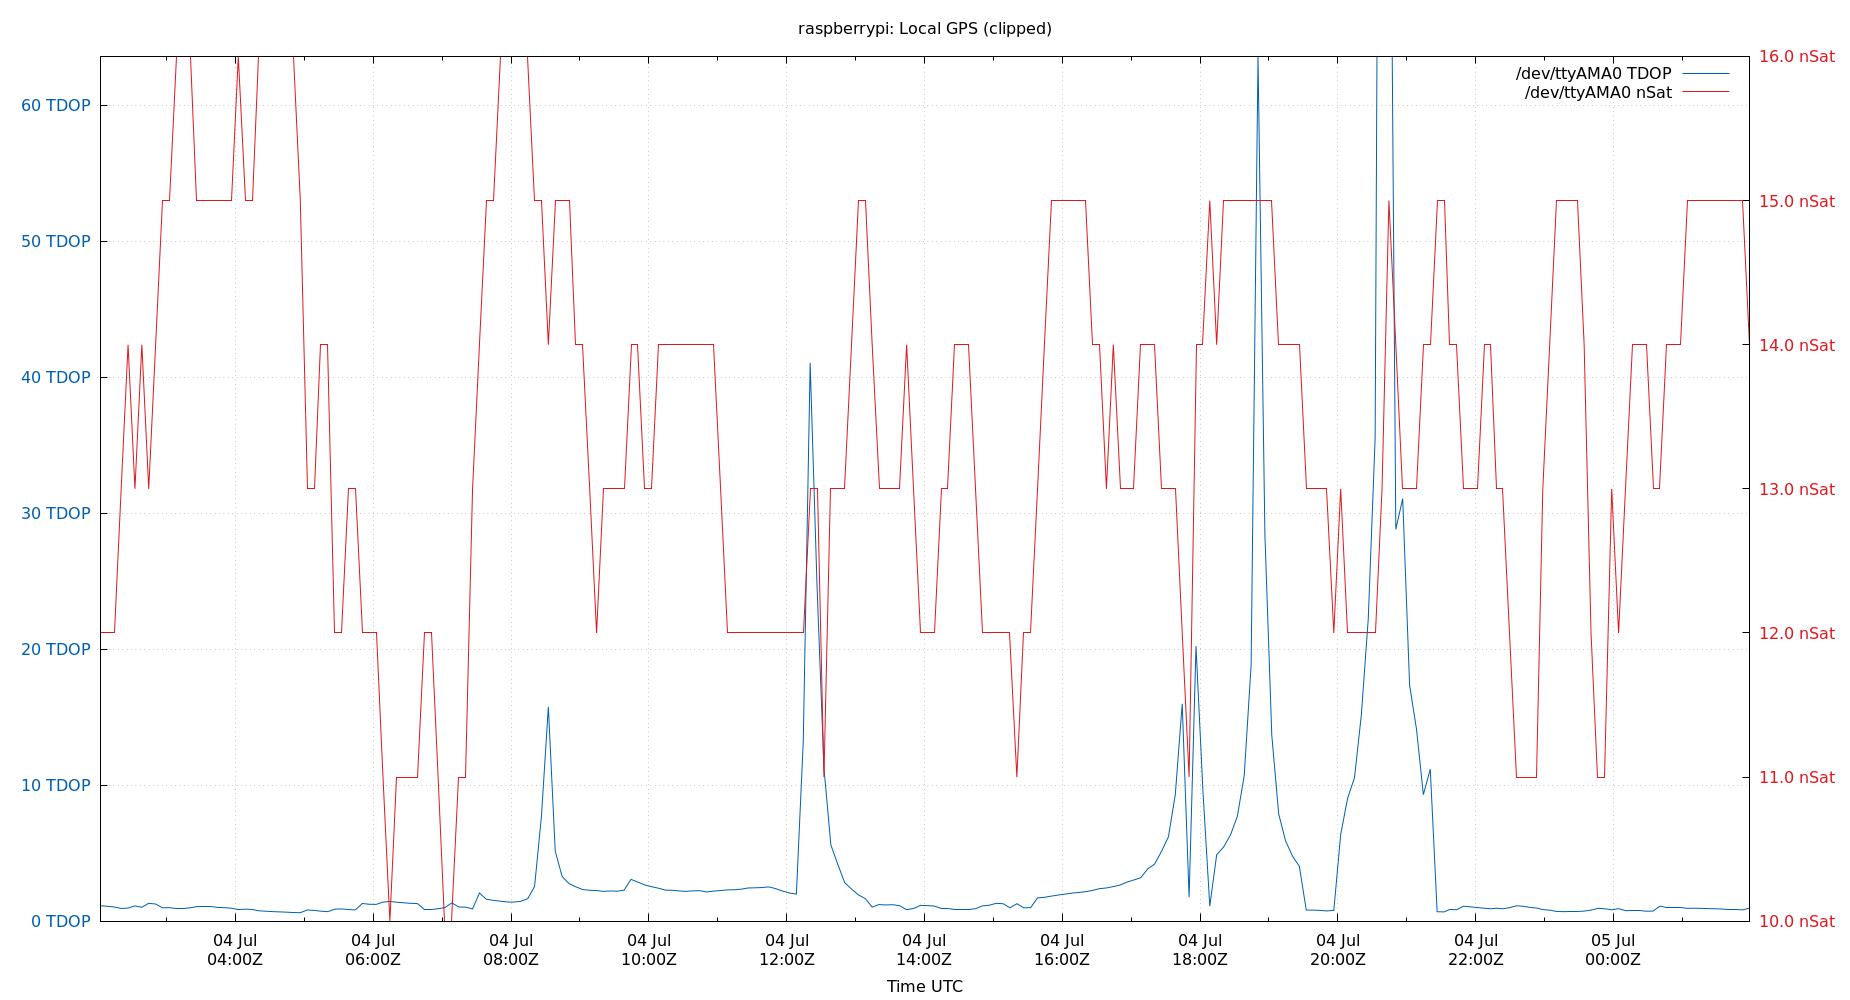 raspberrypi: Local GPS (clipped)
/dev/ttyAMA0 TDOP
/dev/ttyAMA0 nSat
60 TDOP
50 TDOP
40 TDOP
30 TDOP
20 TDOP
10 TDOP
0 TDOP
16.0 nSat
15.0 nSat
14.0 nSat
13.0 nSat
12.0 nSat
11.0 nSat
10.0 nSat
04 Jul
04:00Z
04 Jul
06:00Z
04 Jul
08:00Z
04 Jul
10:00Z
04 Jul
12:00Z
04 Jul
14:00Z
04 Jul
16:00Z
04 Jul
18:00Z
04 Jul
20:00Z
04 Jul
22:00Z
05 Jul
00:00Z
Time UTC